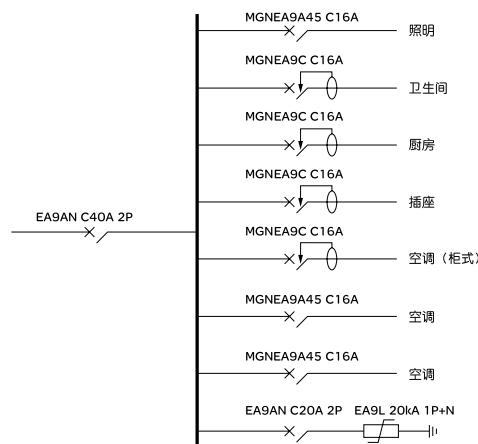 MGNEA9A45 C16A
照明
MGNEA9C C16A
卫生间
MGNEA9C C16A
厨房
MGNEA9C C16A
插座
EA9AN C40A 2P
MGNEA9C C16A
空调（柜式）
MGNEA9A45 C16A
空调
MGNEA9A45 C16A
空调
EA9AN C20A 2P EA9L 20kA 1P+N